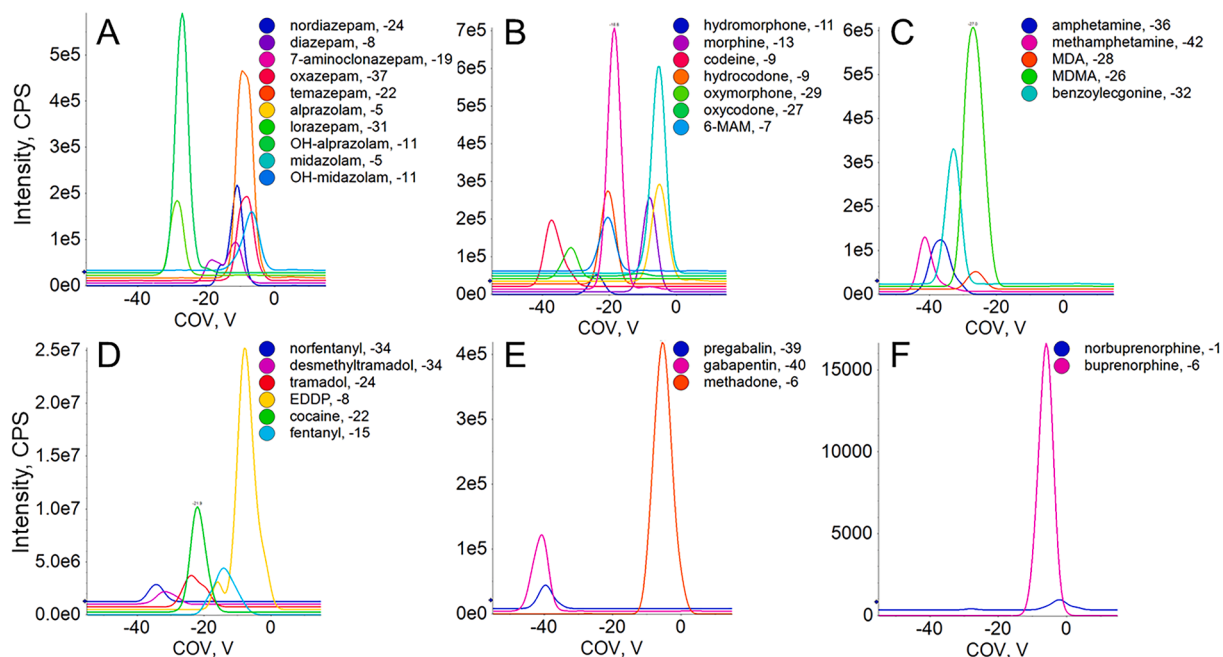 A
nordiazepam, -24
diazepam, -8
7-aminoclonazepam, -19
oxazepam, -37
temazepam, -22
alprazolam, -5
lorazepam, -31
OH-alprazolam, -11
midazolam, -5
OH-midazolam, -11
Intensity, CPS
5e5
4e5
3e5
2e5
1e5
0e0
-40
-20
0
COV, V
B
hydromorphone, -11
morphine, -13
codeine, -9
hydrocodone, -9
oxymorphone, -29
oxycodone, -27
6-MAM, -7
7e5
6e5
5e5
4e5
3e5
2e5
1e5
0e0
-40
-20
0
COV, V
C
amphetamine, -36
methamphetamine, -42
MDA, -28
MDMA, -26
benzoylecgonine, -32
6e5
5e5
4e5
3e5
2e5
1e5
0e0
-40
-20
0
COV, V
D
norfentanyl, -34
desmethyltramadol, -34
tramadol, -24
EDDP, -8
cocaine, -22
fentanyl, -15
Intensity, CPS
2.5e7
2.0e7
1.5e7
1.0e7
5.0e6
0.0e0
-40
-20
0
COV, V
E
pregabalin, -39
gabapentin, -40
methadone, -6
4e5
3e5
2e5
1e5
0e0
-40
-20
0
COV, V
F
norbuprenorphine, -1
buprenorphine, -6
15000
10000
5000
0
-40
-20
0
COV, V